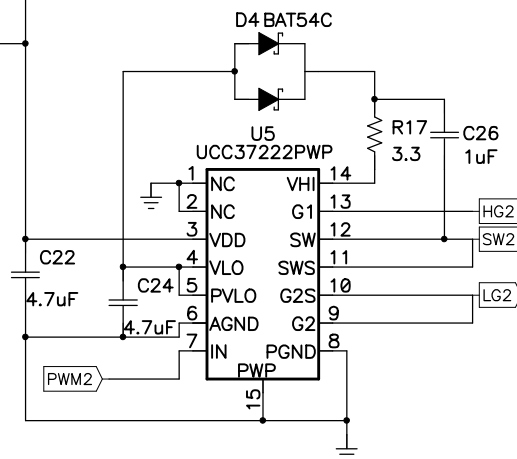 D4 BAT54C
U5
UCC37222PWP
R17
3.3
C26
1uF
1 NC VHI 14
2 NC G1 13 HG2
3 VDD SW 12 SW2
4 VLO SWS 11
5 PVLO G2S 10 LG2
6 AGND G2 9
7 IN PGND 8
PWP
15
C22
4.7uF
C24
4.7uF
PWM2